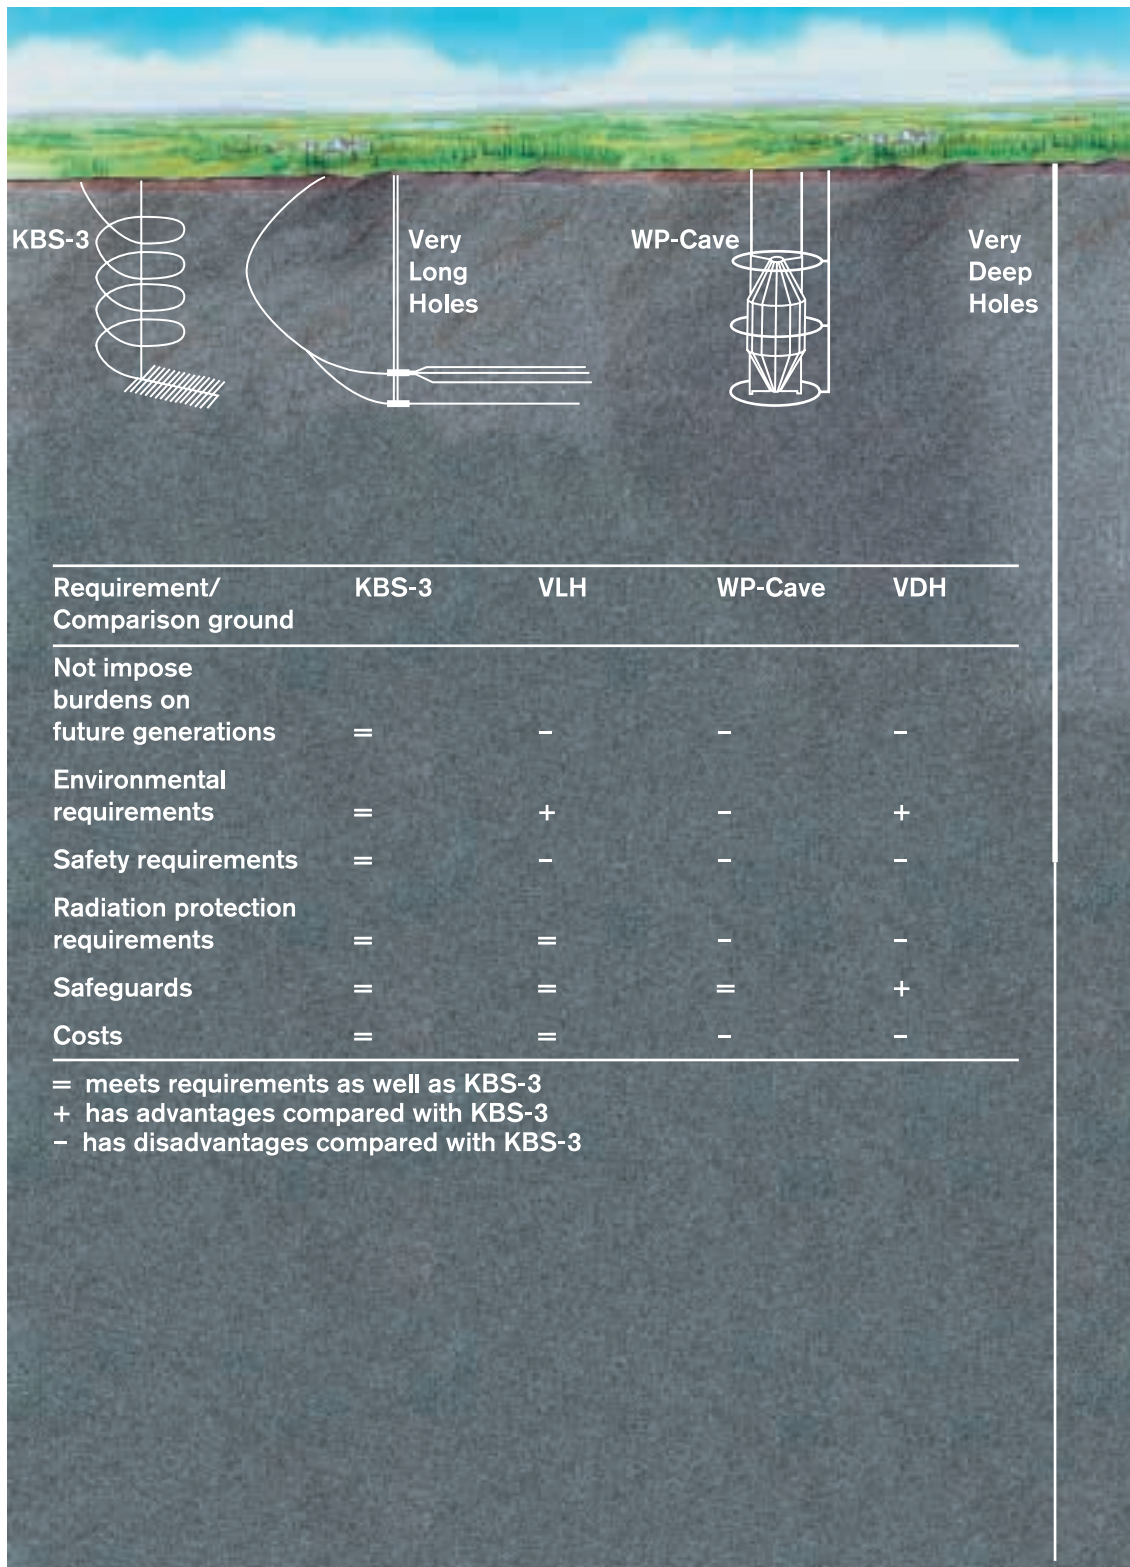 KBS-3
Very
Long
Holes
WP-Cave
Very
Deep
Holes
Requirement/ KBS-3 VLH WP-Cave VDH
Comparison ground
Not impose
burdens on
future generations = – – –
Environmental
requirements = + – +
Safety requirements = – – –
Radiation protection
requirements = = – –
Safeguards = = = +
Costs = = – –
= meets requirements as well as KBS-3
+ has advantages compared with KBS-3
– has disadvantages compared with KBS-3